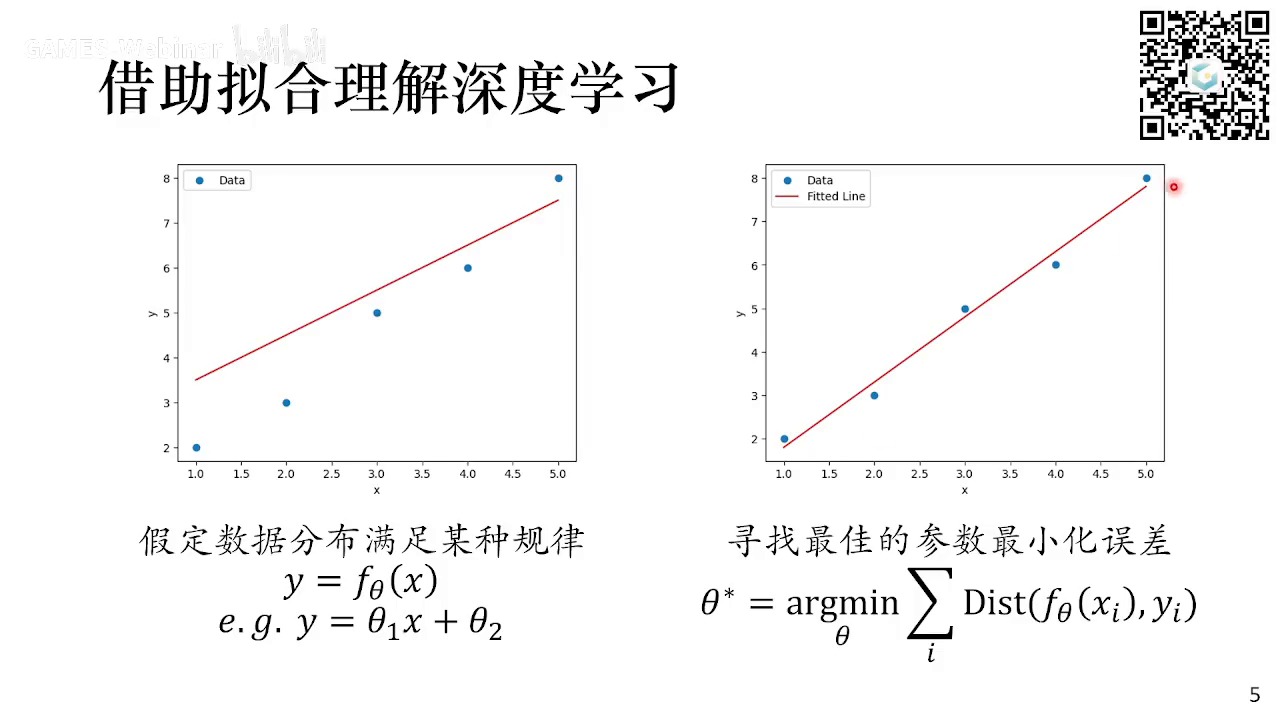 GAMES Webinar
借助拟合理解深度学习
Data
8
7
6
5
4
3
2
y
1.0 1.5 2.0 2.5 3.0 3.5 4.0 4.5 5.0
x
假定数据分布满足某种规律
y = f_θ(x)
e.g. y = θ₁x + θ₂
Data
Fitted Line
8
7
6
5
4
3
2
y
1.0 1.5 2.0 2.5 3.0 3.5 4.0 4.5 5.0
x
寻找最佳的参数最小化误差
θ* = argmin_θ ∑_i Dist(f_θ(x_i), y_i)
5